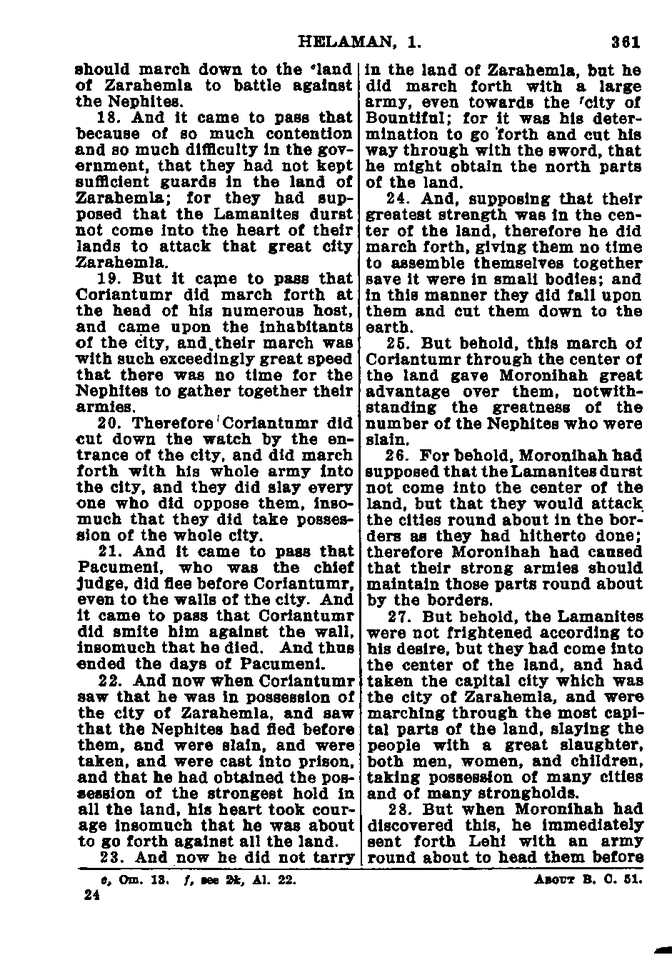 HELAMAN, 1. 361
should march down to the ᵉland
of Zarahemla to battle against
the Nephites.
18. And it came to pass that
because of so much contention
and so much difficulty in the gov-
ernment, that they had not kept
sufficient guards in the land of
Zarahemla; for they had sup-
posed that the Lamanites durst
not come into the heart of their
lands to attack that great city
Zarahemla.
19. But it came to pass that
Coriantumr did march forth at
the head of his numerous host,
and came upon the inhabitants
of the city, and their march was
with such exceedingly great speed
that there was no time for the
Nephites to gather together their
armies.
20. Therefore Coriantumr did
cut down the watch by the en-
trance of the city, and did march
forth with his whole army into
the city, and they did slay every
one who did oppose them, inso-
much that they did take posses-
sion of the whole city.
21. And it came to pass that
Pacumeni, who was the chief
judge, did flee before Coriantumr,
even to the walls of the city. And
it came to pass that Coriantumr
did smite him against the wall,
insomuch that he died. And thus
ended the days of Pacumeni.
22. And now when Coriantumr
saw that he was in possession of
the city of Zarahemla, and saw
that the Nephites had fled before
them, and were slain, and were
taken, and were cast into prison,
and that he had obtained the pos-
session of the strongest hold in
all the land, his heart took cour-
age insomuch that he was about
to go forth against all the land.
23. And now he did not tarry
in the land of Zarahemla, but he
did march forth with a large
army, even towards the ᶠcity of
Bountiful; for it was his deter-
mination to go forth and cut his
way through with the sword, that
he might obtain the north parts
of the land.
24. And, supposing that their
greatest strength was in the cen-
ter of the land, therefore he did
march forth, giving them no time
to assemble themselves together
save it were in small bodies; and
in this manner they did fall upon
them and cut them down to the
earth.
25. But behold, this march of
Coriantumr through the center of
the land gave Moronihah great
advantage over them, notwith-
standing the greatness of the
number of the Nephites who were
slain.
26. For behold, Moronihah had
supposed that the Lamanites durst
not come into the center of the
land, but that they would attack
the cities round about in the bor-
ders as they had hitherto done;
therefore Moronihah had caused
that their strong armies should
maintain those parts round about
by the borders.
27. But behold, the Lamanites
were not frightened according to
his desire, but they had come into
the center of the land, and had
taken the capital city which was
the city of Zarahemla, and were
marching through the most capi-
tal parts of the land, slaying the
people with a great slaughter,
both men, women, and children,
taking possession of many cities
and of many strongholds.
28. But when Moronihah had
discovered this, he immediately
sent forth Lehi with an army
round about to head them before
e, Om. 13. f, see 2k, Al. 22. ABOUT B. C. 51.
24